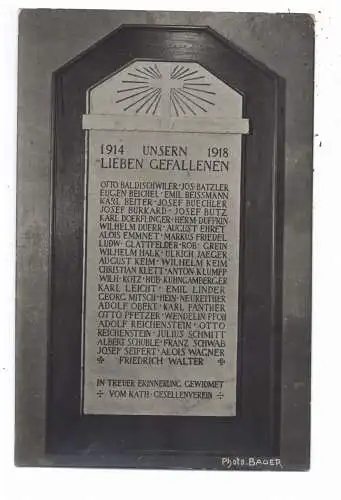 1914 UNSERN 1918
LIEBEN GEFALLENEN
OTTO BALDISCHWILER·JOS BATZLER
EUGEN BEICHEL·EMIL BEISSMANN
KARL BEITER·JOSEF BUECHLER
JOSEF BURKARD·JOSEF BUTZ
KARL DOERFLINGER·HERM DUFFKIN
WILHELM DUERR·AUGUST EHRET
ALOIS EMMNET·MARKUS FRIEDEL
LUDW·GLATTFELDER·ROB·GREIN
WILHELM HALK·ULRICH JAEGER
AUGUST KEIM·WILHELM KEIM
CHRISTIAN KLETT·ANTON KLUMPP
WILH·KOTZ·HUB·KUHNGAMBERGER
KARL LEICHT·EMIL LINDER
GEORG MITSCH·HEIN·NEUREITHER
ADOLF OBERT·KARL PANTHER
OTTO PFETZER·WENDELIN PFOH
ADOLF REICHENSTEIN·OTTO
REICHENSTEIN·JULIUS SCHMITT
ALBERT SCHUBLE·FRANZ SCHWAB
JOSEF SEIFERT·ALOIS WAGNER
FRIEDRICH WALTER
IN TREUER ERINNERUNG GEWIDMET
VOM KATH·GESELLENVEREIN
Photo·BAUER